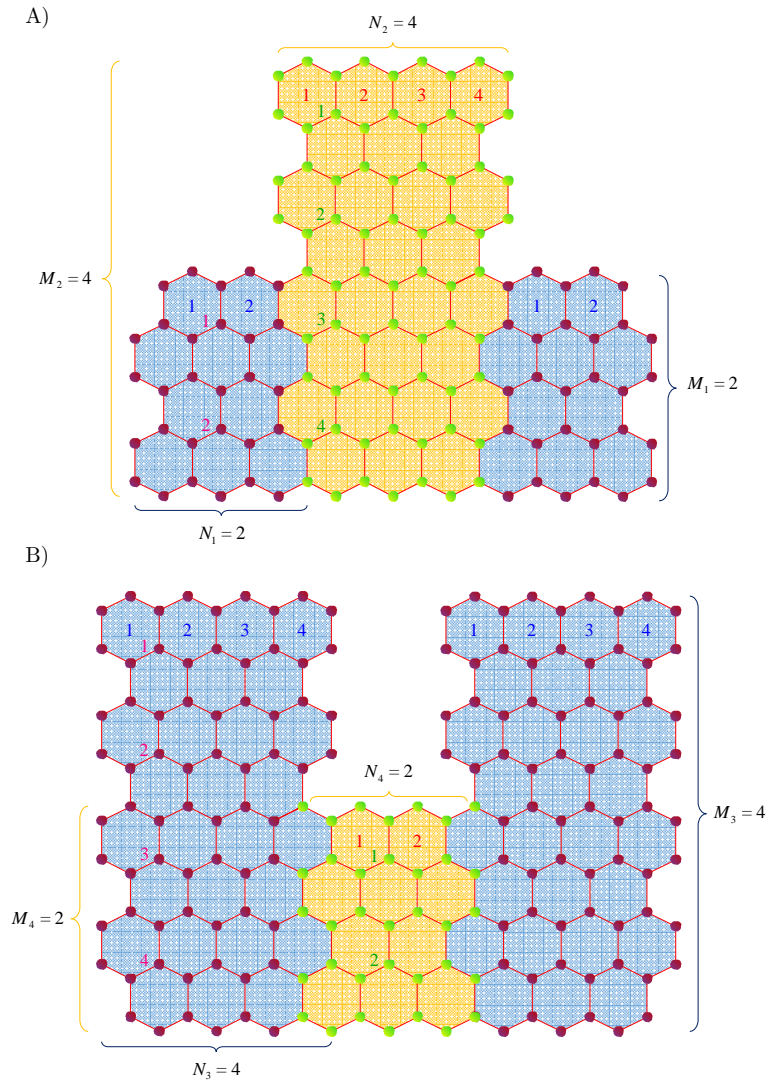 A)
N₂ = 4
1 2 3 4
1
2
M₂ = 4
1 2
1
3
1 2
M₁ = 2
2
4
N₁ = 2
B)
1 2 3 4
1
1 2 3 4
2
N₄ = 2
M₃ = 4
1 2
3
1
M₄ = 2
4
2
N₃ = 4